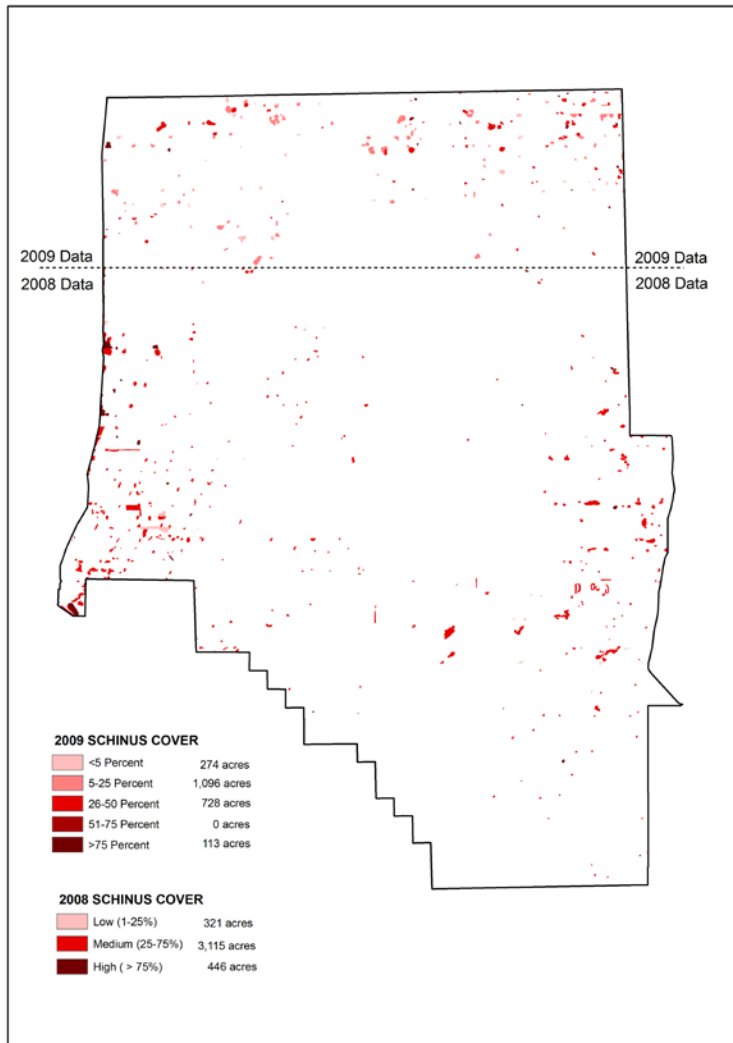 2009 Data 2009 Data
2008 Data 2008 Data
2009 SCHINUS COVER
<5 Percent 274 acres
5-25 Percent 1,096 acres
26-50 Percent 728 acres
51-75 Percent 0 acres
>75 Percent 113 acres
2008 SCHINUS COVER
Low (1-25%) 321 acres
Medium (25-75%) 3,115 acres
High ( > 75%) 446 acres